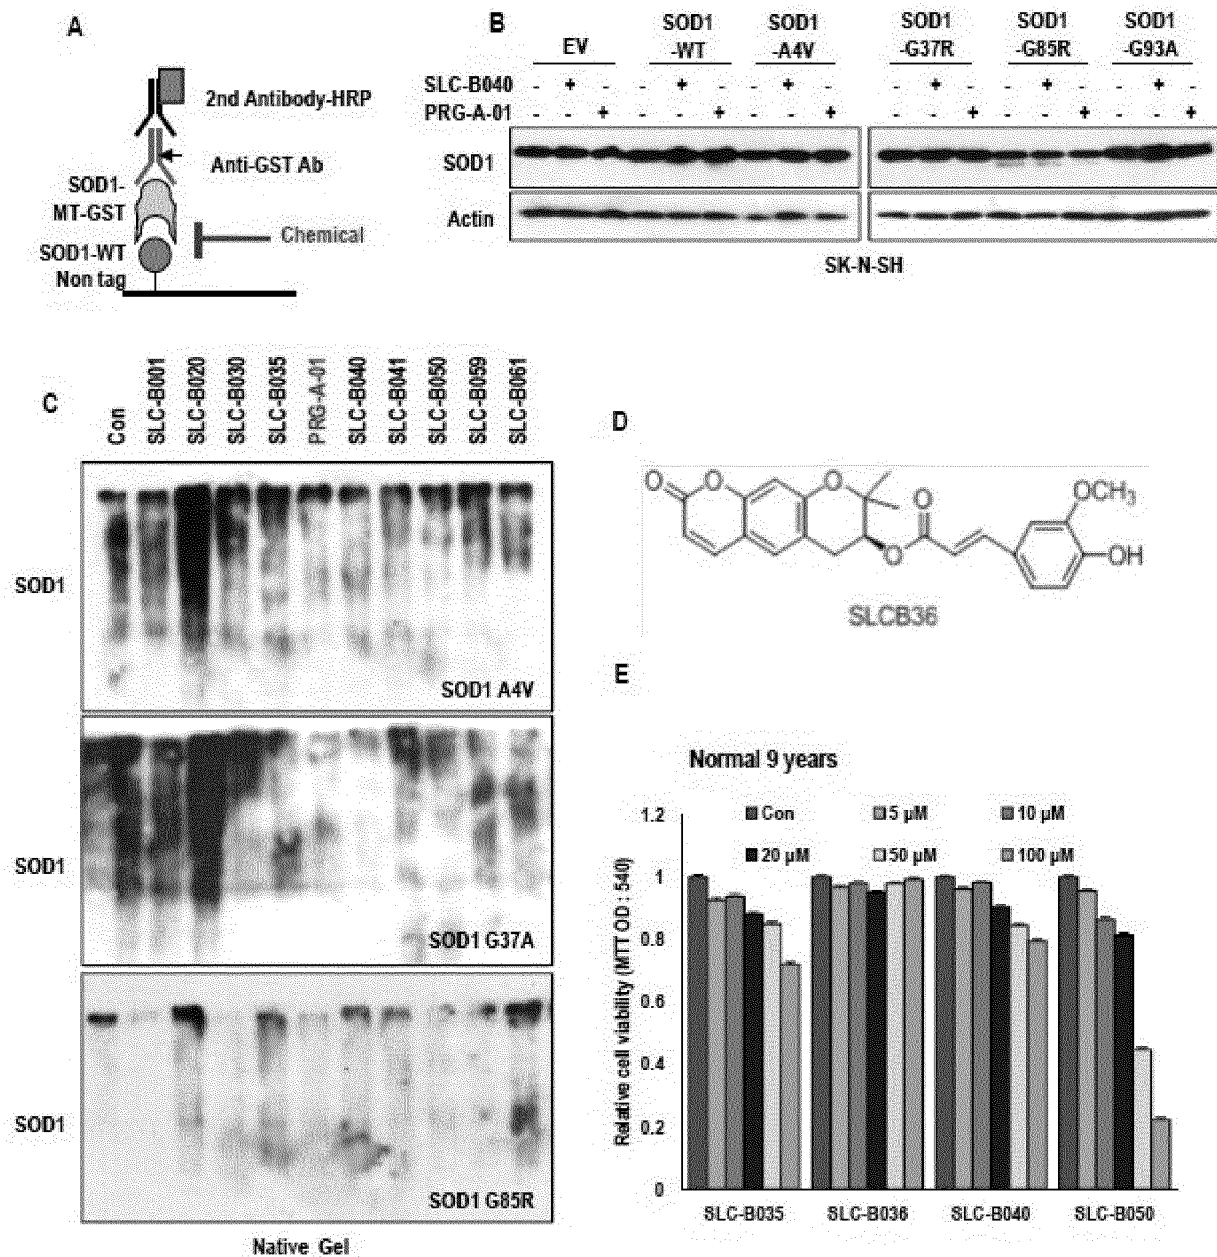 A
2nd Antibody-HRP
Anti-GST Ab
SOD1-
MT-GST
Chemical
SOD1-WT
Non tag
B
EV
SOD1
-WT
SOD1
-A4V
SOD1
-G37R
SOD1
-G85R
SOD1
-G93A
SLC-B040 - + - - + - - + - - + - - + - - + -
PRG-A-01 - - + - - + - - + - - + - - + - - +
SOD1
Actin
SK-N-SH
C
Con
SLC-B001
SLC-B020
SLC-B030
SLC-B035
PRG-A-01
SLC-B040
SLC-B041
SLC-B050
SLC-B059
SLC-B061
SOD1
SOD1 A4V
SOD1
SOD1 G37A
SOD1
SOD1 G85R
Native Gel
D
O
O
O
O
O
OCH3
OH
SLCB36
E
Normal 9 years
Con
5 µM
10 µM
20 µM
50 µM
100 µM
Relative cell viability (MTT OD : 540)
1.2
1
0.8
0.6
0.4
0.2
0
SLC-B035
SLC-B036
SLC-B040
SLC-B050